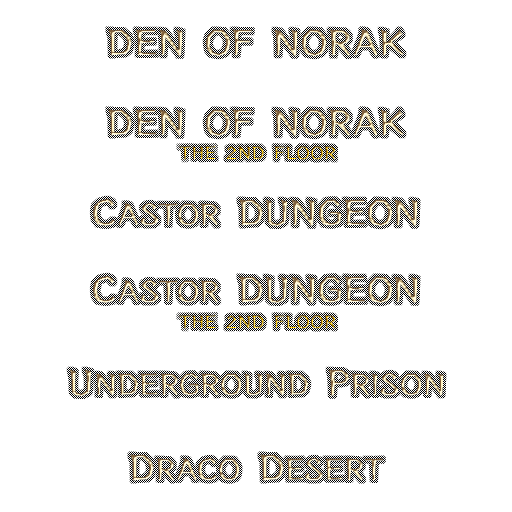 DEN OF NORAK
DEN OF NORAK
THE 2ND FLOOR
CASTOR DUNGEON
CASTOR DUNGEON
THE 2ND FLOOR
UNDERGROUND PRISON
DRACO DESERT